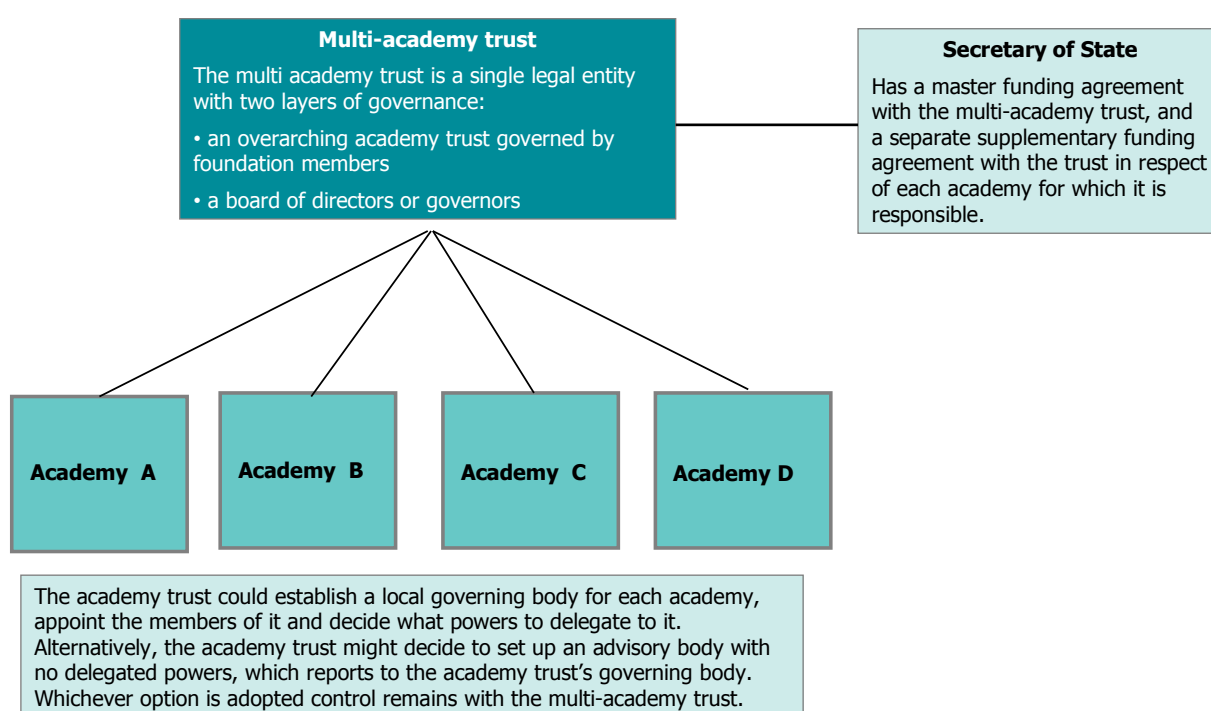 Multi-academy trust
The multi academy trust is a single legal entity
with two layers of governance:
• an overarching academy trust governed by
foundation members
• a board of directors or governors
Secretary of State
Has a master funding agreement
with the multi-academy trust, and
a separate supplementary funding
agreement with the trust in respect
of each academy for which it is
responsible.
Academy  A
Academy  B
Academy  C
Academy D
The academy trust could establish a local governing body for each academy,
appoint the members of it and decide what powers to delegate to it.
Alternatively, the academy trust might decide to set up an advisory body with
no delegated powers, which reports to the academy trust’s governing body.
Whichever option is adopted control remains with the multi-academy trust.